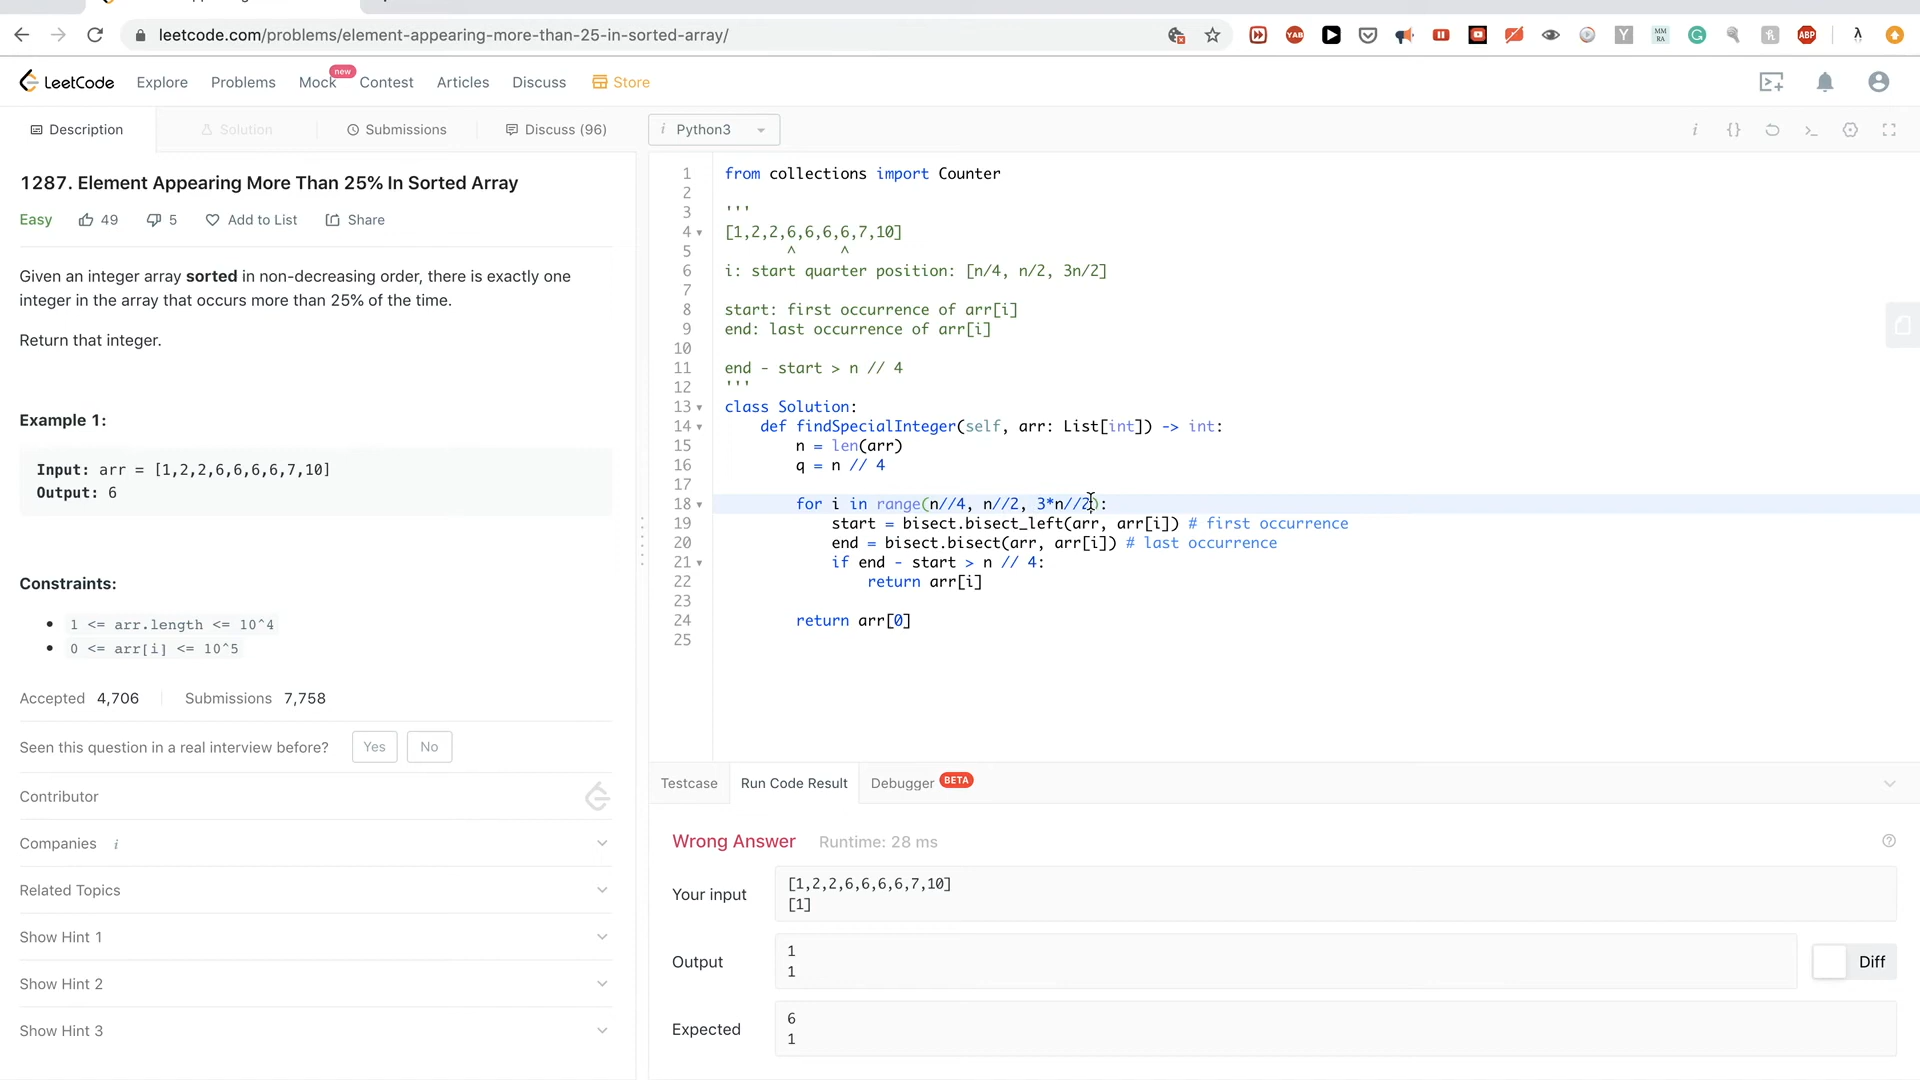 leetcode.com/problems/element-appearing-more-than-25-in-sorted-array/
LeetCode Explore Problems Mock new Contest Articles Discuss Store
Description Solution Submissions Discuss (96)
1287. Element Appearing More Than 25% In Sorted Array
Easy 49 5 Add to List Share
Given an integer array sorted in non-decreasing order, there is exactly one
integer in the array that occurs more than 25% of the time.
Return that integer.
Example 1:
Input: arr = [1,2,2,6,6,6,6,7,10]
Output: 6
Constraints:
1 <= arr.length <= 10^4
0 <= arr[i] <= 10^5
Accepted 4,706 Submissions 7,758
Seen this question in a real interview before? Yes No
Contributor
Companies i
Related Topics
Show Hint 1
Show Hint 2
Show Hint 3
i Python3
i {} >_
1 from collections import Counter
2
3 '''
4 [1,2,2,6,6,6,6,7,10]
5 ^ ^
6 i: start quarter position: [n/4, n/2, 3n/2]
7
8 start: first occurrence of arr[i]
9 end: last occurrence of arr[i]
10
11 end - start > n // 4
12 '''
13 class Solution:
14 def findSpecialInteger(self, arr: List[int]) -> int:
15 n = len(arr)
16 q = n // 4
17
18 for i in range(n//4, n//2, 3*n//2):
19 start = bisect.bisect_left(arr, arr[i]) # first occurrence
20 end = bisect.bisect(arr, arr[i]) # last occurrence
21 if end - start > n // 4:
22 return arr[i]
23
24 return arr[0]
25
Testcase Run Code Result Debugger BETA
Wrong Answer Runtime: 28 ms
Your input
[1,2,2,6,6,6,6,7,10]
[1]
Output
1
1
Diff
Expected
6
1
YAB
MM RA
ABP
λ